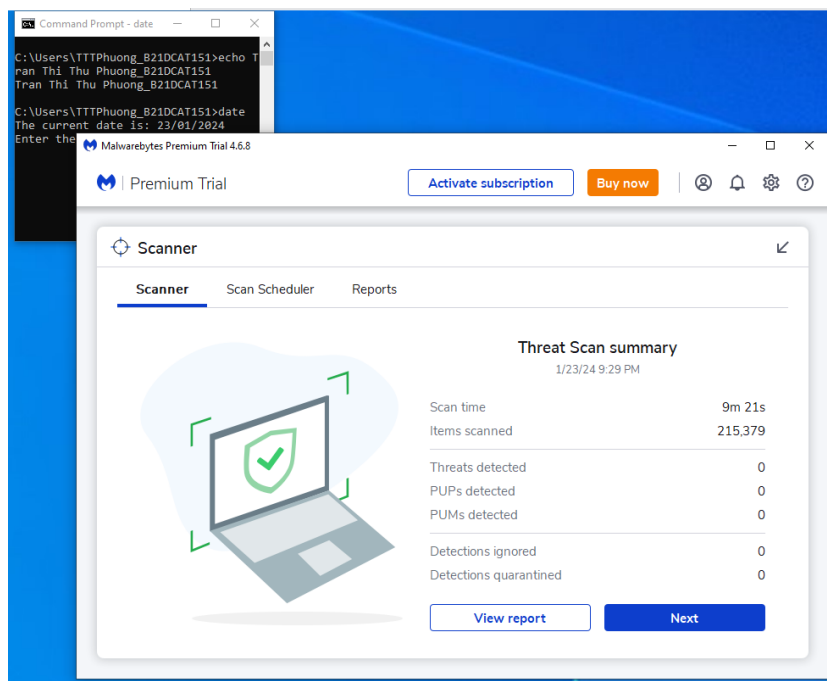 Command Prompt - date
C:\Users\TTTPhuong_B21DCAT151>echo T
ran Thi Thu Phuong_B21DCAT151
Tran Thi Thu Phuong_B21DCAT151
C:\Users\TTTPhuong_B21DCAT151>date
The current date is: 23/01/2024
Enter the
Malwarebytes Premium Trial 4.6.8
Premium Trial
Activate subscription
Buy now
Scanner
Scanner Scan Scheduler Reports
Threat Scan summary
1/23/24 9:29 PM
Scan time 9m 21s
Items scanned 215,379
Threats detected 0
PUPs detected 0
PUMs detected 0
Detections ignored 0
Detections quarantined 0
View report Next